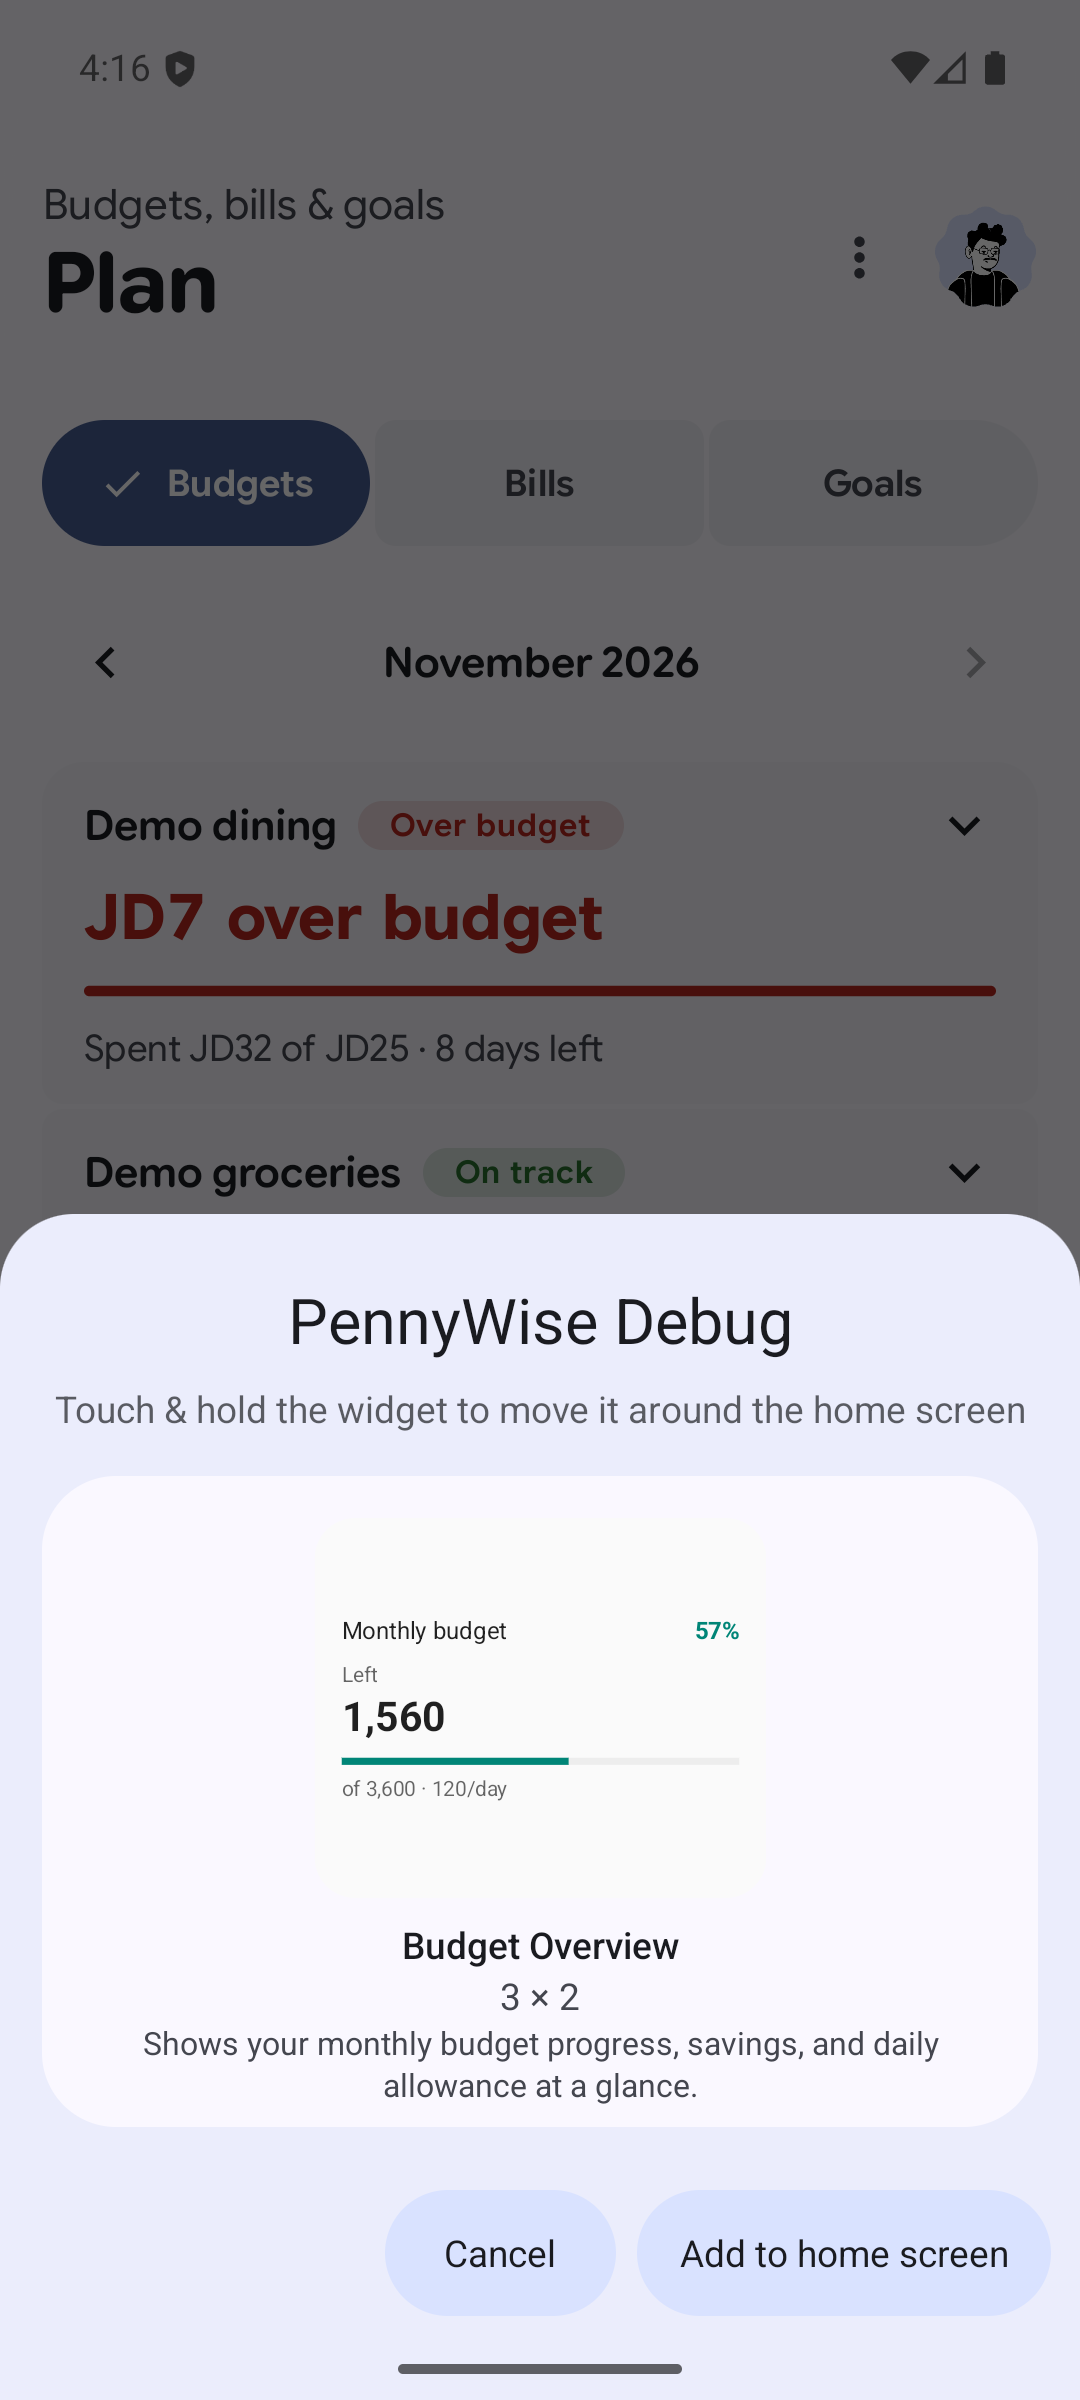 4:16
Budgets, bills & goals
Plan
Budgets
Bills
Goals
November 2026
Demo dining
Over budget
JD7 over budget
Spent JD32 of JD25 · 8 days left
Demo groceries
On track
PennyWise Debug
Touch & hold the widget to move it around the home screen
Monthly budget
57%
Left
1,560
of 3,600 · 120/day
Budget Overview
3 × 2
Shows your monthly budget progress, savings, and daily
allowance at a glance.
Cancel
Add to home screen